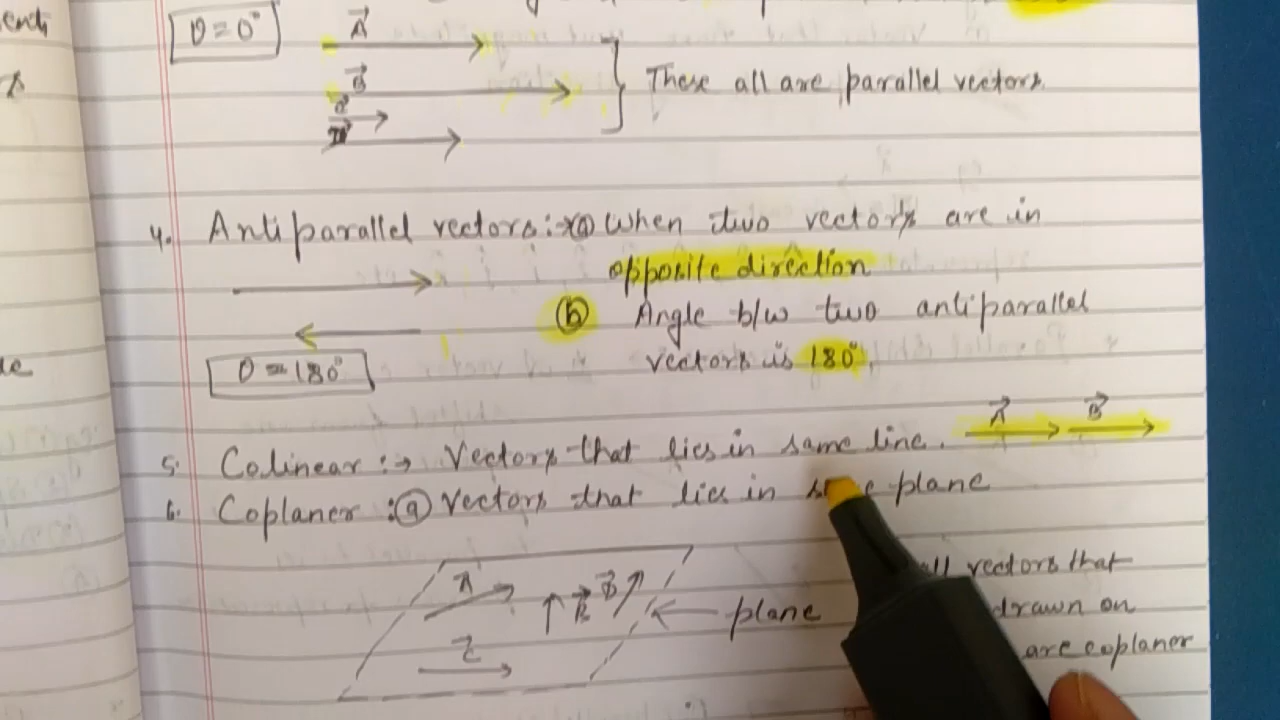 θ = 0°
A
B
These all are parallel vectors.
4. Antiparallel vectors :→ (a) When two vectors are in
opposite direction
(b) Angle b/w two antiparallel
vectors is 180°.
θ = 180°
5. Colinear :→ Vectors that lies in same line. A B
6. Coplaner : (a) Vectors that lies in plane
A
C
plane
all vectors that
drawn on
are coplaner